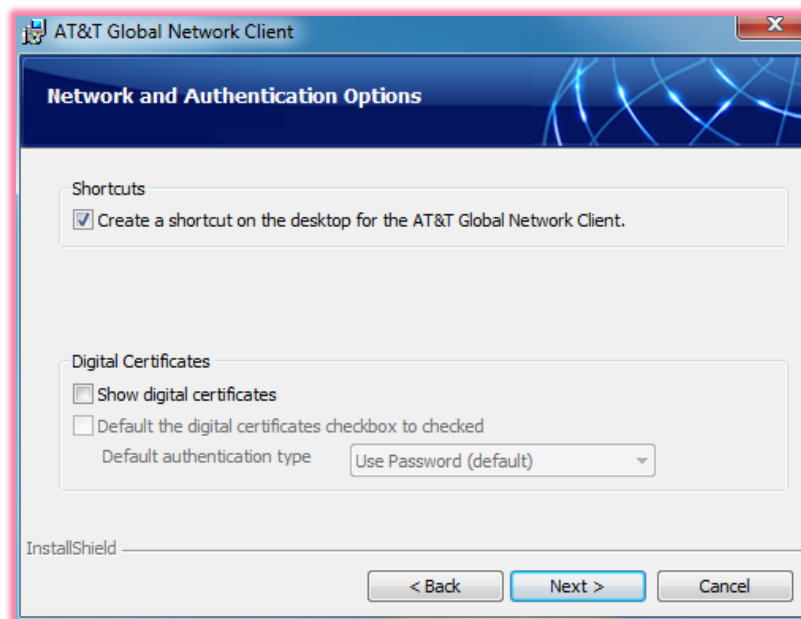 AT&T Global Network Client
Network and Authentication Options
Shortcuts
Create a shortcut on the desktop for the AT&T Global Network Client.
Digital Certificates
Show digital certificates
Default the digital certificates checkbox to checked
Default authentication type Use Password (default)
InstallShield
< Back Next > Cancel